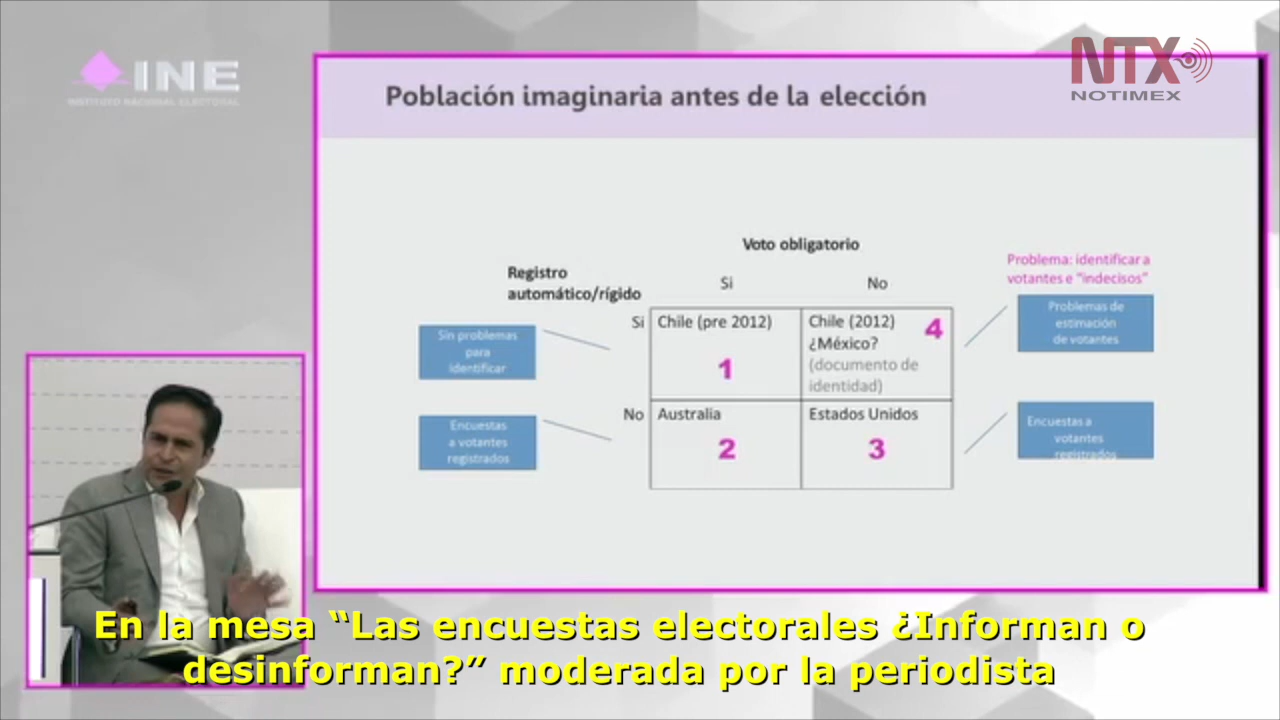 INE
INSTITUTO NACIONAL ELECTORAL
NTX
NOTIMEX
Población imaginaria antes de la elección
Voto obligatorio
Registro
automático/rígido
Si
No
Problema: identificar a
votantes e “indecisos”
Sin problemas
para
identificar
Si
Chile (pre 2012)
1
Chile (2012)
¿México?
(documento de
identidad)
4
Problemas de
estimación
de votantes
Encuestas
a votantes
registrados
No
Australia
2
Estados Unidos
3
Encuestas a
votantes
registrados
En la mesa “Las encuestas electorales ¿Informan o
desinforman?” moderada por la periodista